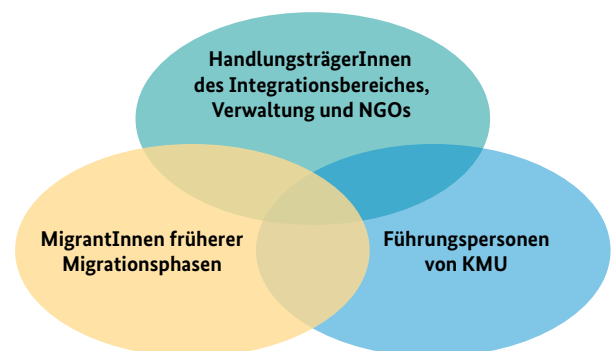 HandlungsträgerInnen
des Integrationsbereiches,
Verwaltung und NGOs
MigrantInnen früherer
Migrationsphasen
Führungspersonen
von KMU